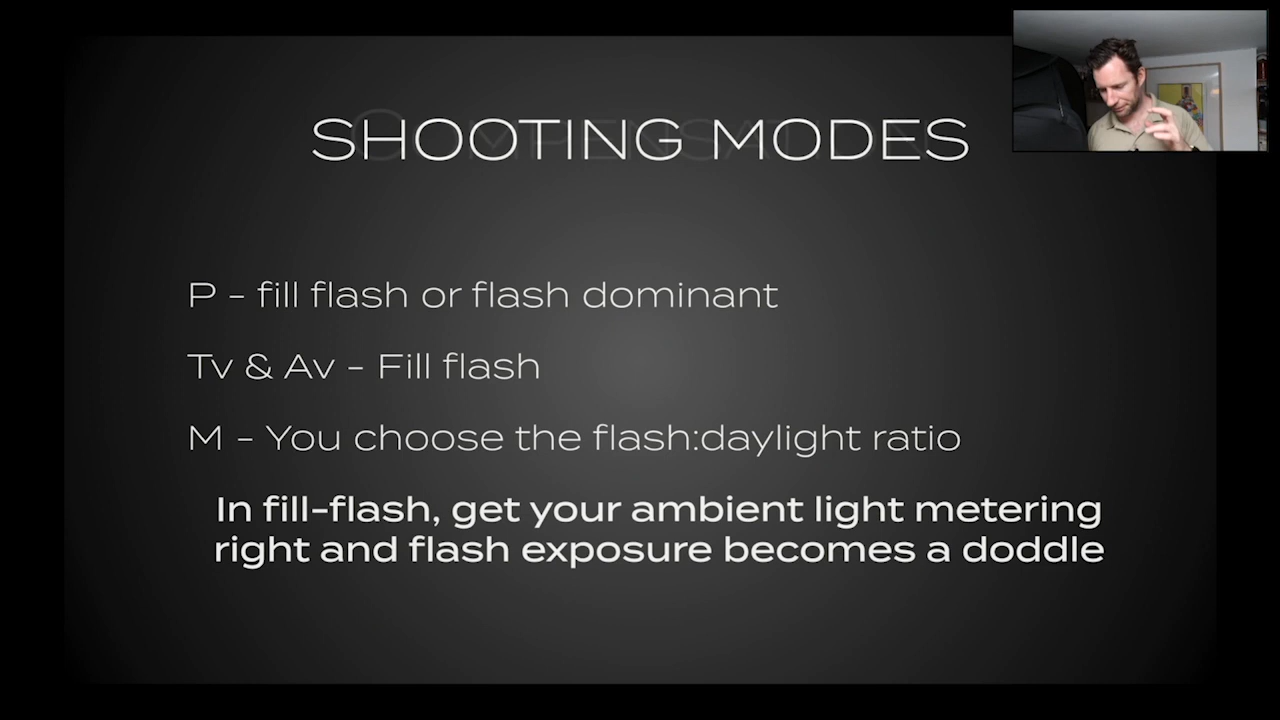 SHOOTING MODES
COMPENSATION
P - fill flash or flash dominant
Tv & Av - Fill flash
M - You choose the flash:daylight ratio
In fill-flash, get your ambient light metering
right and flash exposure becomes a doddle